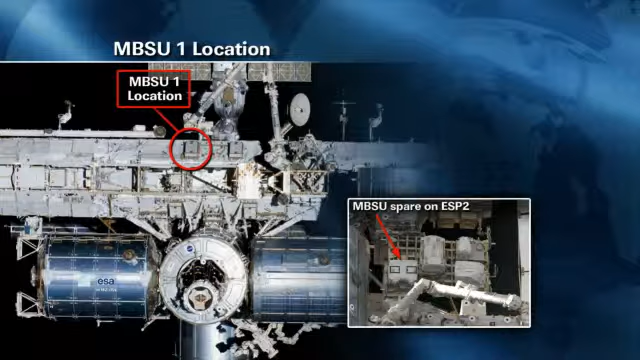 MBSU 1 Location
MBSU 1
Location
MBSU spare on ESP2
esa